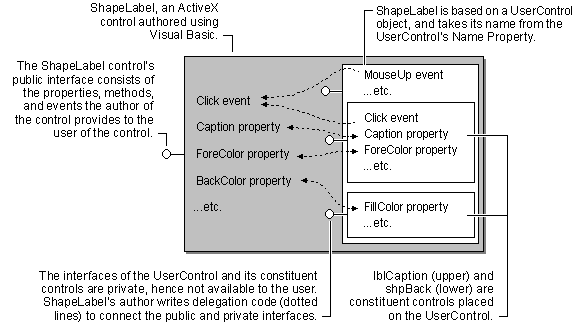 ShapeLabel, an ActiveX
control authored using
Visual Basic.
ShapeLabel is based on a UserControl
object, and takes its name from the
UserControl's Name Property.
The ShapeLabel control's
public interface consists of
the properties, methods,
and events the author of
the control provides to the
user of the control.
Click event
Caption property
ForeColor property
BackColor property
...etc.
MouseUp event
...etc.
Click event
Caption property
ForeColor property
...etc.
FillColor property
...etc.
The interfaces of the UserControl and its constituent
controls are private, hence not available to the user.
ShapeLabel's author writes delegation code (dotted
lines) to connect the public and private interfaces.
lblCaption (upper) and
shpBack (lower) are
constituent controls placed
on the UserControl.